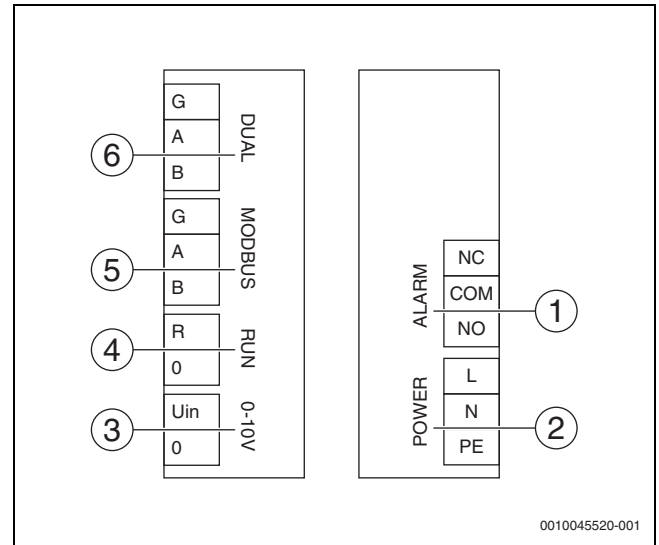 G
A
B
DUAL
6
G
A
B
MODBUS
5
R
0
RUN
4
Uin
0
0-10V
3
NC
COM
NO
ALARM
1
L
N
PE
POWER
2
0010045520-001